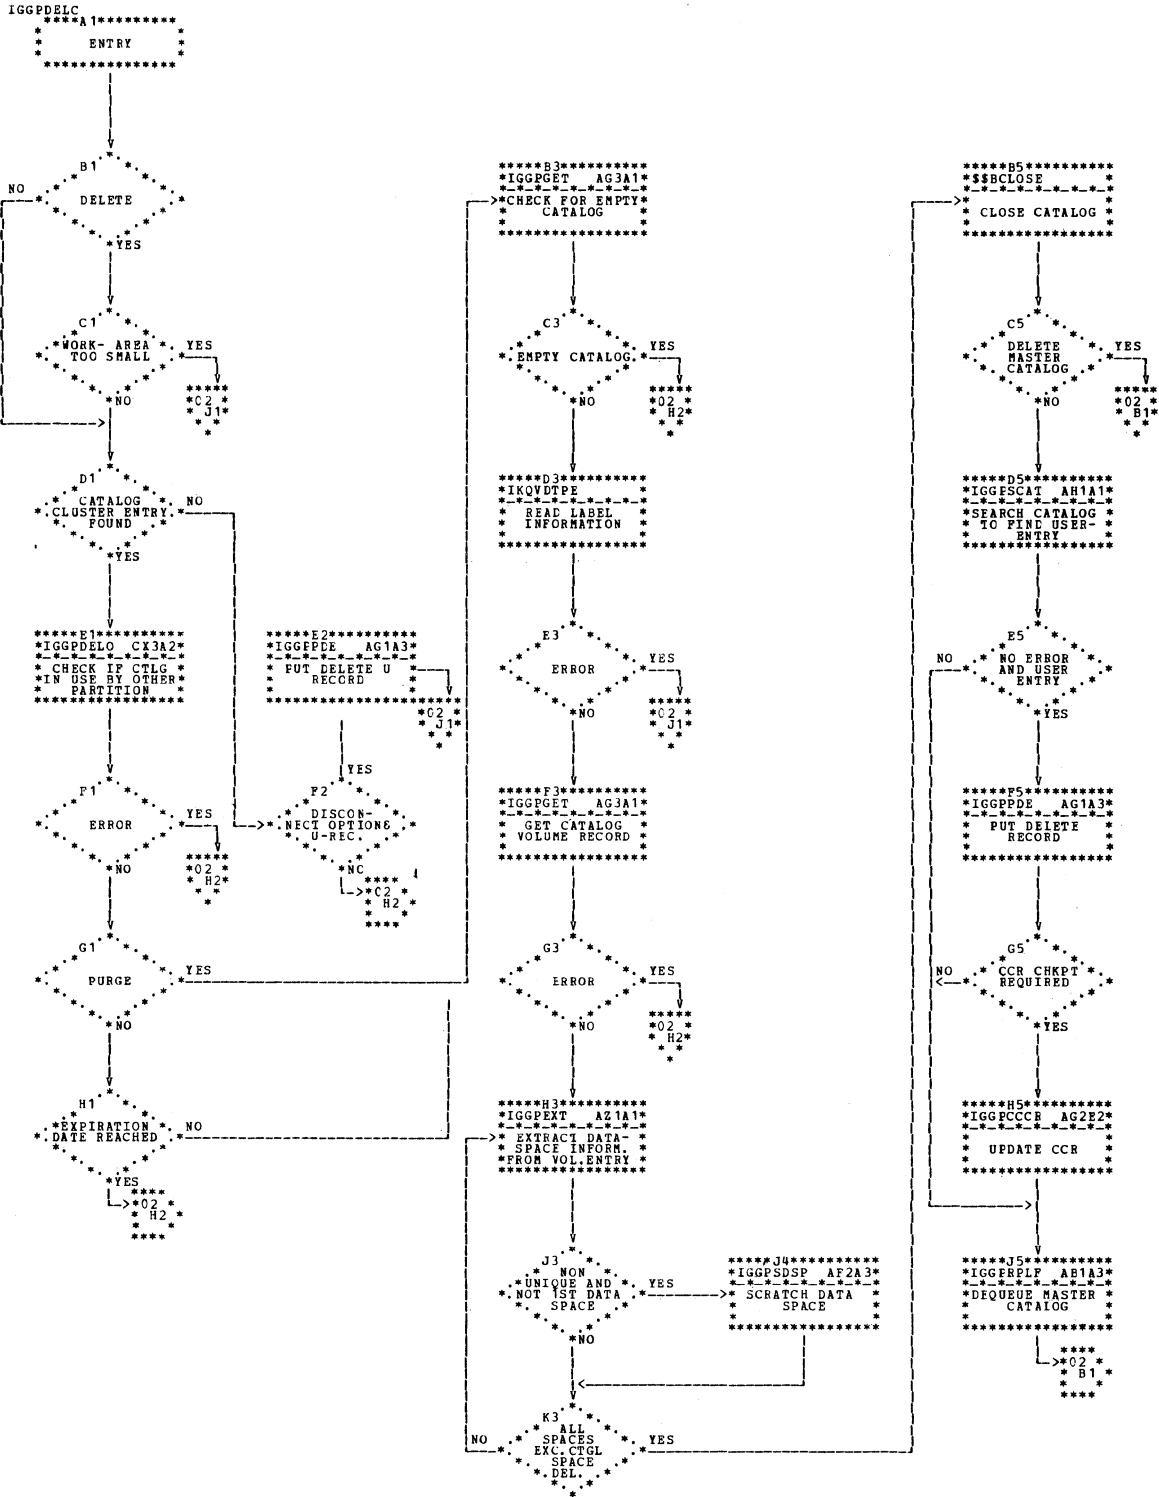 IGGPDELC
****A1*********
ENTRY
B1
NO
DELETE
*YES
C1
YES
*WORK- AREA *
TOO SMALL
*NO
*02 *
* J1*
D1
CATALOG
NO
CLUSTER ENTRY
FOUND
*YES
*****E1**********
*IGGPDELO CX3A2*
*-*-*-*-*-*-*-*-*
* CHECK IF CTLG *
*IN USE BY OTHER*
* PARTITION *
*****************
F1
YES
ERROR
*NO
*02 *
* H2*
G1
YES
PURGE
*NO
H1
*EXPIRATION *
NO
DATE REACHED
*YES
*02 *
* H2 *
*****E2**********
*IGGPPDE AG1A3*
*-*-*-*-*-*-*-*-*
* PUT DELETE U *
* RECORD *
*****************
*02 *
* J1*
YES
F2
DISCON-
NECT OPTION&
U-REC.
*NO
*02 *
* H2 *
*****B3**********
*IGGPGET AG3A1*
*-*-*-*-*-*-*-*-*
*CHECK FOR EMPTY*
* CATALOG *
*****************
C3
YES
EMPTY CATALOG
*NO
*02 *
* H2*
*****D3**********
*IKQVDTPE *
*-*-*-*-*-*-*-*-*
* READ LABEL *
* INFORMATION *
*****************
E3
YES
ERROR
*NO
*02 *
* J1*
*****F3**********
*IGGPGET AG3A1*
*-*-*-*-*-*-*-*-*
* GET CATALOG *
* VOLUME RECORD *
*****************
G3
YES
ERROR
*NO
*02 *
* H2*
*****H3**********
*IGGPEXT AZ1A1*
*-*-*-*-*-*-*-*-*
* EXTRACT DATA- *
* SPACE INFORM. *
*FROM VOL.ENTRY *
*****************
J3
NON
*UNIQUE AND *
YES
NOT 1ST DATA
SPACE
*NO
****J4***********
*IGGPSDSP AF2A3*
*-*-*-*-*-*-*-*-*
* SCRATCH DATA *
* SPACE *
*****************
K3
ALL
NO
SPACES
YES
EXC.CTGL
SPACE
DEL.
*****B5**********
*$$BCLOSE *
*-*-*-*-*-*-*-*-*
* CLOSE CATALOG *
*****************
C5
DELETE
YES
MASTER
CATALOG
*NO
*02 *
* B1*
*****D5**********
*IGGPSCAT AH1A1*
*-*-*-*-*-*-*-*-*
*SEARCH CATALOG *
* TO FIND USER- *
* ENTRY *
*****************
E5
NO
NO ERROR
AND USER
ENTRY
*YES
*****F5**********
*IGGPPDE AG1A3*
*-*-*-*-*-*-*-*-*
* PUT DELETE *
* RECORD *
*****************
G5
NO
CCR CHKPT
REQUIRED
*YES
*****H5**********
*IGGPCCCR AG2E2*
*-*-*-*-*-*-*-*-*
* UPDATE CCR *
*****************
*****J5**********
*IGGPRPLF AB1A3*
*-*-*-*-*-*-*-*-*
*DEQUEUE MASTER *
* CATALOG *
*****************
*02 *
* B1 *